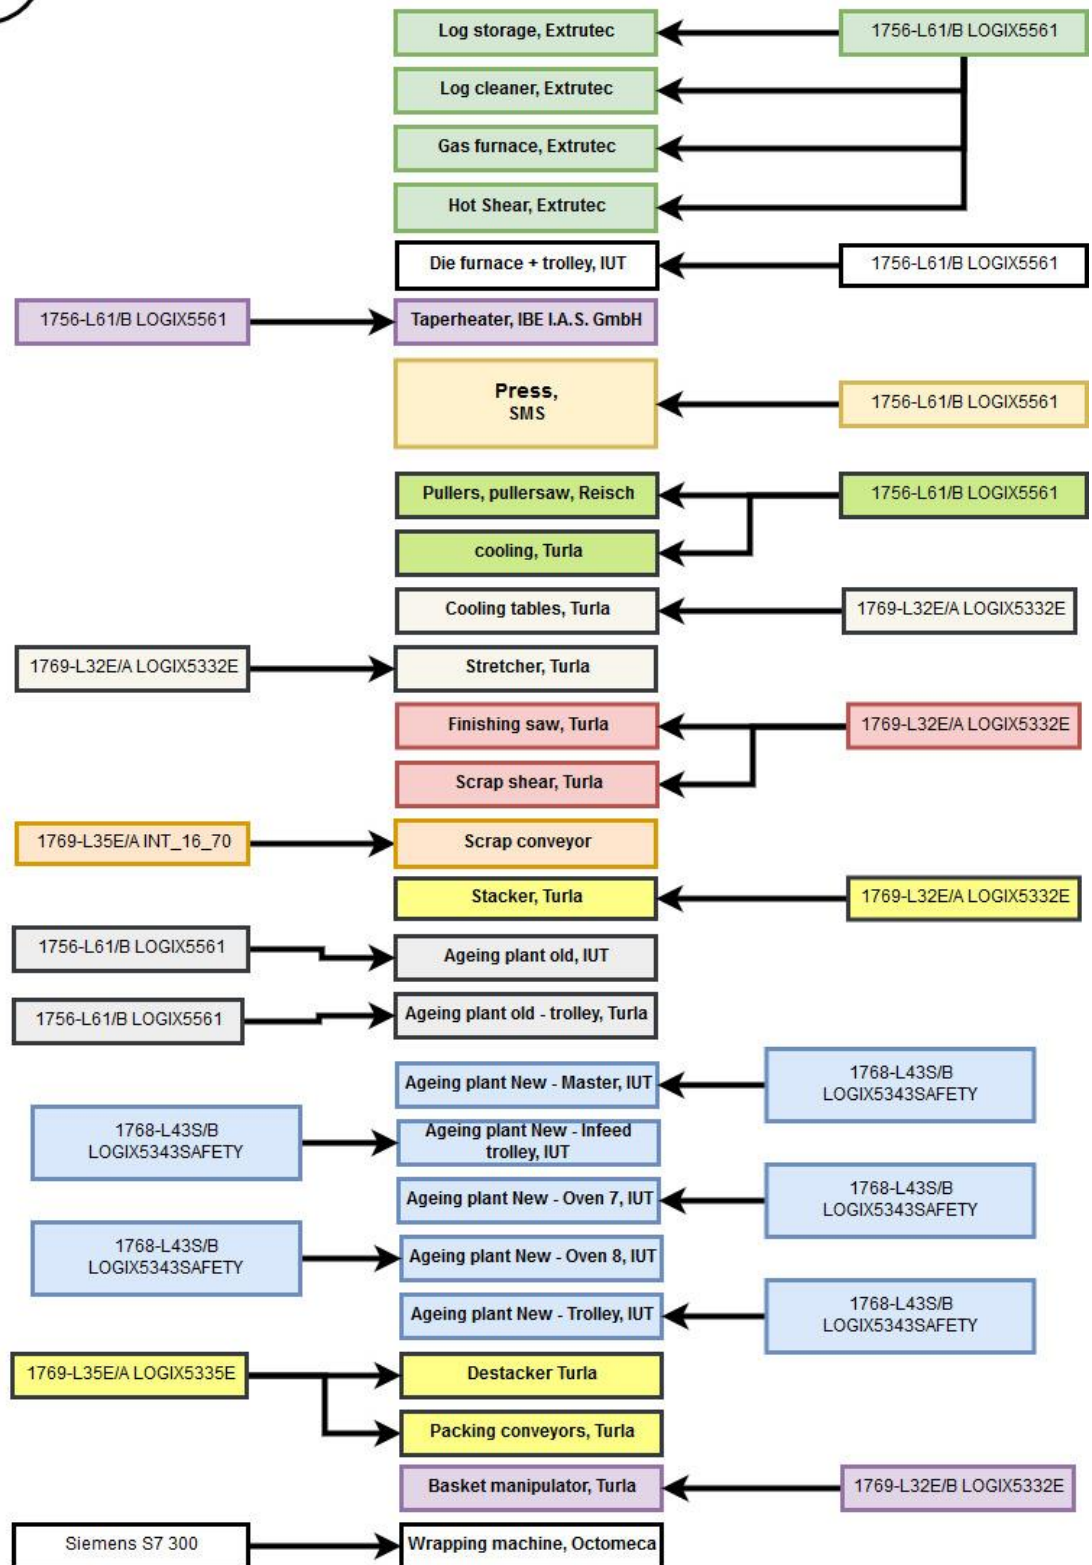 Log storage, Extrutec
1756-L61/B LOGIX5561
Log cleaner, Extrutec
Gas furnace, Extrutec
Hot Shear, Extrutec
Die furnace + trolley, IUT
1756-L61/B LOGIX5561
1756-L61/B LOGIX5561
Taperheater, IBE I.A.S. GmbH
Press,
SMS
1756-L61/B LOGIX5561
Pullers, pullersaw, Reisch
1756-L61/B LOGIX5561
cooling, Turla
Cooling tables, Turla
1769-L32E/A LOGIX5332E
1769-L32E/A LOGIX5332E
Stretcher, Turla
Finishing saw, Turla
1769-L32E/A LOGIX5332E
Scrap shear, Turla
1769-L35E/A INT_16_70
Scrap conveyor
Stacker, Turla
1769-L32E/A LOGIX5332E
1756-L61/B LOGIX5561
Ageing plant old, IUT
1756-L61/B LOGIX5561
Ageing plant old - trolley, Turla
Ageing plant New - Master, IUT
1768-L43S/B
LOGIX5343SAFETY
1768-L43S/B
LOGIX5343SAFETY
Ageing plant New - Infeed
trolley, IUT
Ageing plant New - Oven 7, IUT
1768-L43S/B
LOGIX5343SAFETY
1768-L43S/B
LOGIX5343SAFETY
Ageing plant New - Oven 8, IUT
Ageing plant New - Trolley, IUT
1768-L43S/B
LOGIX5343SAFETY
1769-L35E/A LOGIX5335E
Destacker Turla
Packing conveyors, Turla
Basket manipulator, Turla
1769-L32E/B LOGIX5332E
Siemens S7 300
Wrapping machine, Octomeca